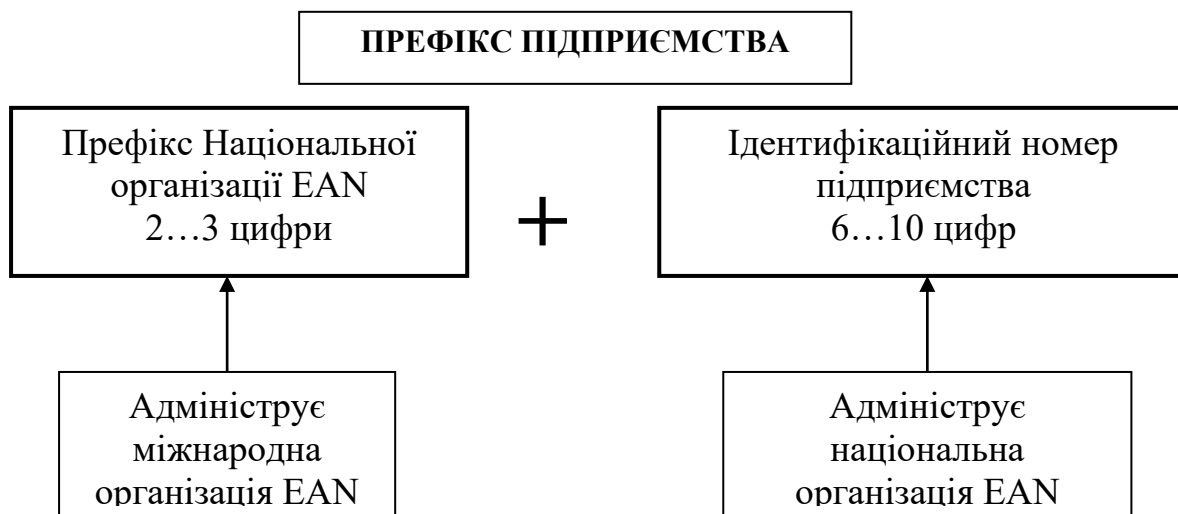 ПРЕФІКС ПІДПРИЄМСТВА
Префікс Національної
організації EAN
2…3 цифри
+
Ідентифікаційний номер
підприємства
6…10 цифр
Адмініструє
міжнародна
організація EAN
Адмініструє
національна
організація EAN